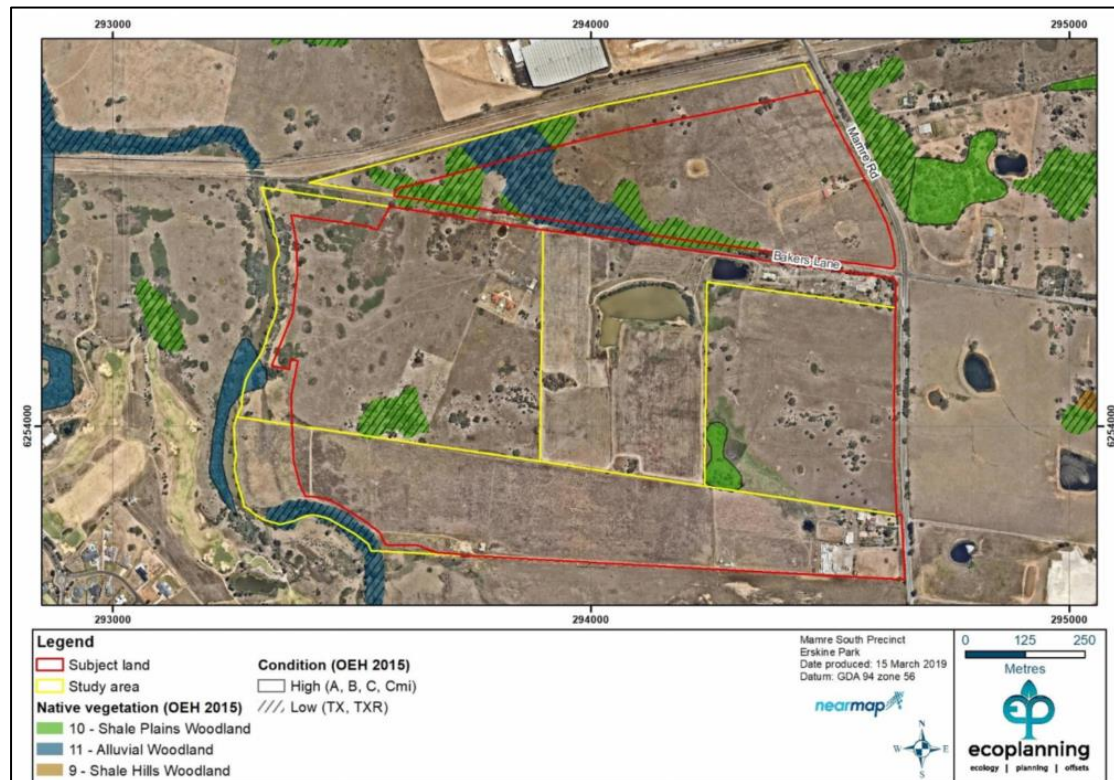 293000 294000 295000
Mamre Rd
Bakers Lane
6254000 6254000
293000 294000 295000
Legend
Subject land
Study area
Native vegetation (OEH 2015)
10 - Shale Plains Woodland
11 - Alluvial Woodland
9 - Shale Hills Woodland
Condition (OEH 2015)
High (A, B, C, Cmi)
Low (TX, TXR)
Mamre South Precinct
Erskine Park
Date produced: 15 March 2019
Datum: GDA 94 zone 56
nearmap
N
W E
S
0 125 250
Metres
ep
ecoplanning
ecology | planning | offsets